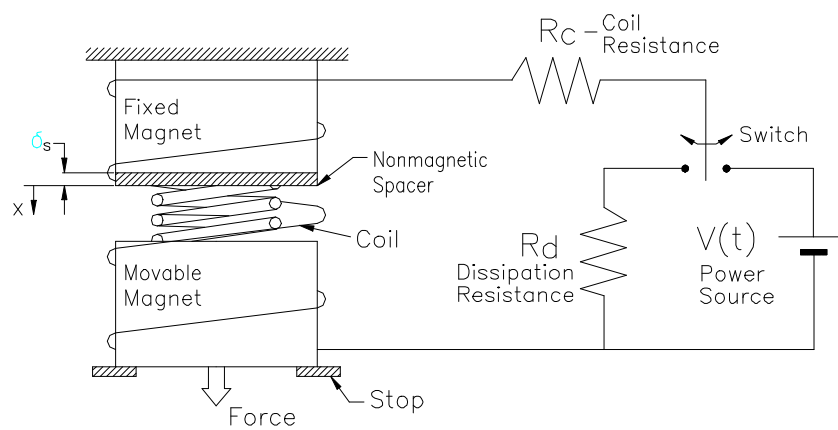 Rc - Coil
Resistance
Fixed
Magnet
δs
Switch
Nonmagnetic
Spacer
x
Coil
Rd
Dissipation
Resistance
V(t)
Power
Source
Movable
Magnet
Stop
Force